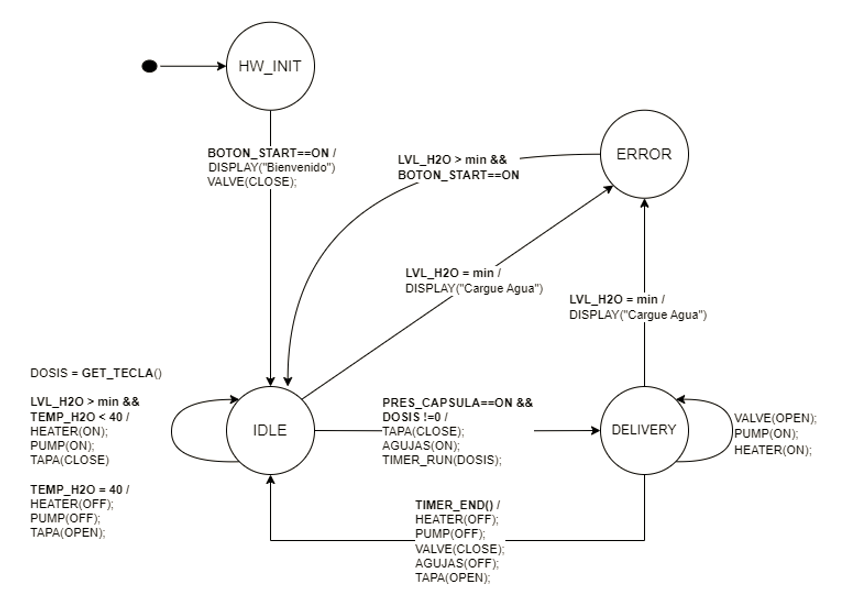 HW_INIT
BOTON_START==ON /
DISPLAY("Bienvenido")
VALVE(CLOSE);
LVL_H2O > min &&
BOTON_START==ON
ERROR
LVL_H2O = min /
DISPLAY("Cargue Agua")
LVL_H2O = min /
DISPLAY("Cargue Agua")
DOSIS = GET_TECLA()
LVL_H2O > min &&
TEMP_H2O < 40 /
HEATER(ON);
PUMP(ON);
TAPA(CLOSE)
TEMP_H2O = 40 /
HEATER(OFF);
PUMP(OFF);
TAPA(OPEN);
IDLE
PRES_CAPSULA==ON &&
DOSIS !=0 /
TAPA(CLOSE);
AGUJAS(ON);
TIMER_RUN(DOSIS);
DELIVERY
VALVE(OPEN);
PUMP(ON);
HEATER(ON);
TIMER_END() /
HEATER(OFF);
PUMP(OFF);
VALVE(CLOSE);
AGUJAS(OFF);
TAPA(OPEN);